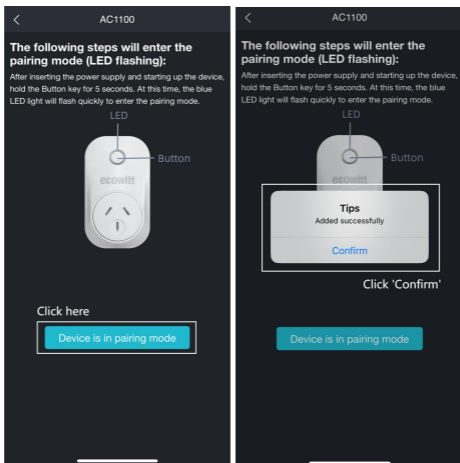 AC1100
The following steps will enter the
pairing mode (LED flashing):
After inserting the power supply and starting up the device,
hold the Button key for 5 seconds. At this time, the blue
LED light will flash quickly to enter the pairing mode.
LED
Button
ecowitt
Click here
Device is in pairing mode
AC1100
The following steps will enter the
pairing mode (LED flashing):
After inserting the power supply and starting up the device,
hold the Button key for 5 seconds. At this time, the blue
LED light will flash quickly to enter the pairing mode.
LED
Button
ecowitt
Tips
Added successfully
Confirm
Click 'Confirm'
Device is in pairing mode